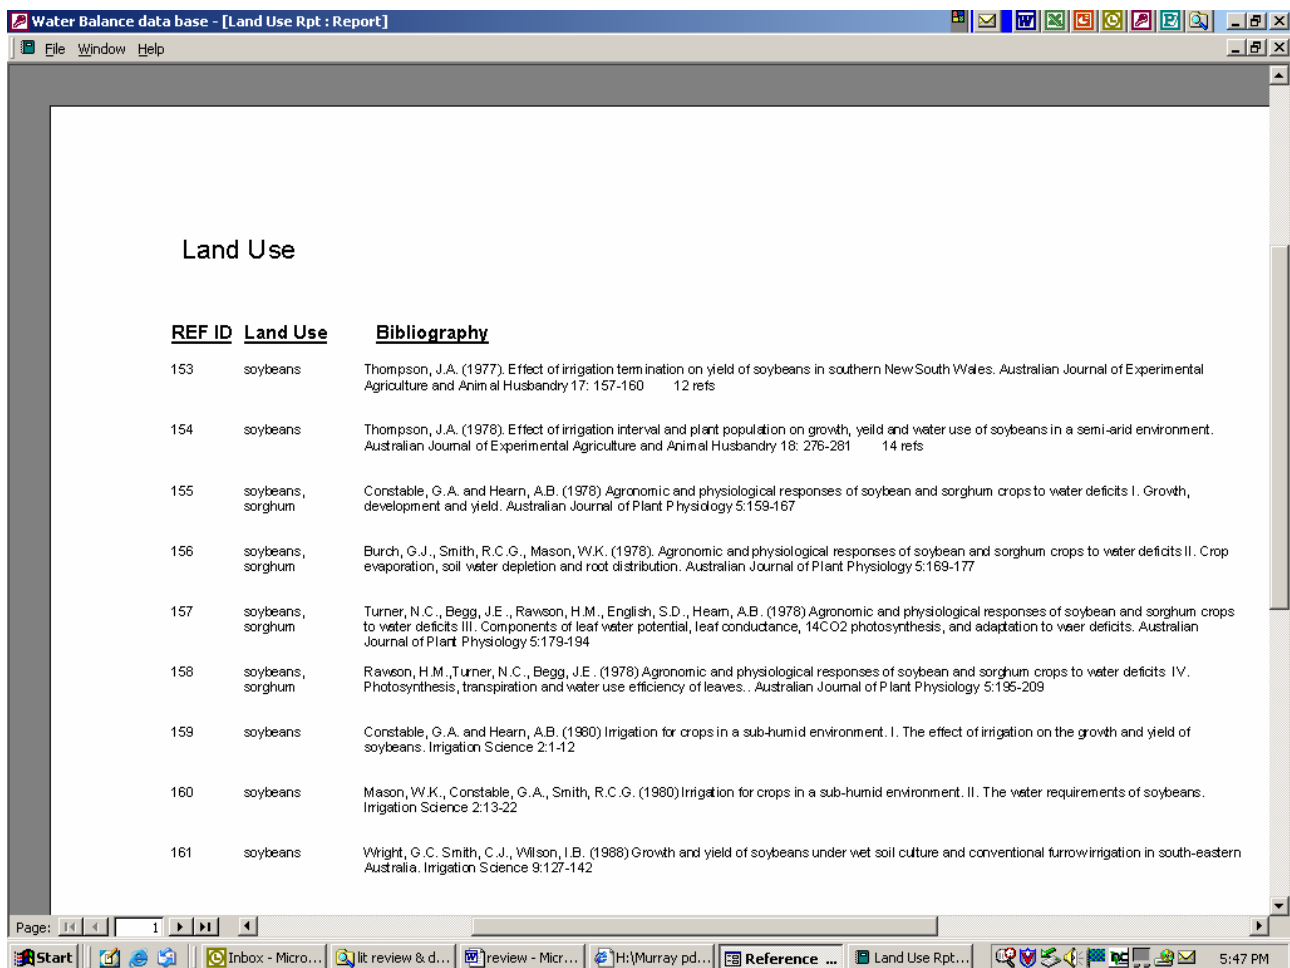 Water Balance data base - [Land Use Rpt : Report]
File Window Help
Land Use
REF ID Land Use Bibliography
153 soybeans Thompson, J.A. (1977). Effect of irrigation termination on yield of soybeans in southern New South Wales. Australian Journal of Experimental
Agriculture and Animal Husbandry 17: 157-160 12 refs
154 soybeans Thompson, J.A. (1978). Effect of irrigation interval and plant population on growth, yeild and water use of soybeans in a semi-arid environment.
Australian Journal of Experimental Agriculture and Animal Husbandry 18: 276-281 14 refs
155 soybeans, Constable, G.A. and Hearn, A.B. (1978) Agronomic and physiological responses of soybean and sorghum crops to water deficits I. Growth,
sorghum development and yield. Australian Journal of Plant Physiology 5:159-167
156 soybeans, Burch, G.J., Smith, R.C.G., Mason, W.K. (1978). Agronomic and physiological responses of soybean and sorghum crops to water deficits II. Crop
sorghum evaporation, soil water depletion and root distribution. Australian Journal of Plant Physiology 5:169-177
157 soybeans, Turner, N.C., Begg, J.E., Rawson, H.M., English, S.D., Hearn, A.B. (1978) Agronomic and physiological responses of soybean and sorghum crops
sorghum to water deficits III. Components of leaf water potential, leaf conductance, 14CO2 photosynthesis, and adaptation to waer deficits. Australian
Journal of Plant Physiology 5:179-194
158 soybeans, Rawson, H.M.,Turner, N.C., Begg, J.E. (1978) Agronomic and physiological responses of soybean and sorghum crops to water deficits IV.
sorghum Photosynthesis, transpiration and water use efficiency of leaves.. Australian Journal of Plant Physiology 5:195-209
159 soybeans Constable, G.A. and Hearn, A.B. (1980) Irrigation for crops in a sub-humid environment. I. The effect of irrigation on the growth and yield of
soybeans. Irrigation Science 2:1-12
160 soybeans Mason, W.K., Constable, G.A., Smith, R.C.G. (1980) Irrigation for crops in a sub-humid environment. II. The water requirements of soybeans.
Irrigation Science 2:13-22
161 soybeans Wright, G.C. Smith, C.J., Wilson, I.B. (1988) Growth and yield of soybeans under wet soil culture and conventional furrow irrigation in south-eastern
Australia. Irrigation Science 9:127-142
Page: 1
Start Inbox - Micro... lit review & d... review - Micr... H:\Murray pd... Reference ... Land Use Rpt... 5:47 PM